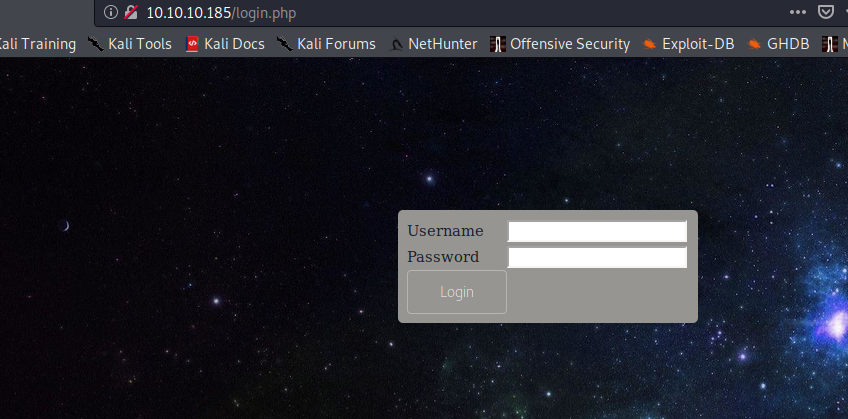 10.10.10.185/login.php
Kali Training Kali Tools Kali Docs Kali Forums NetHunter Offensive Security Exploit-DB GHDB
Username
Password
Login